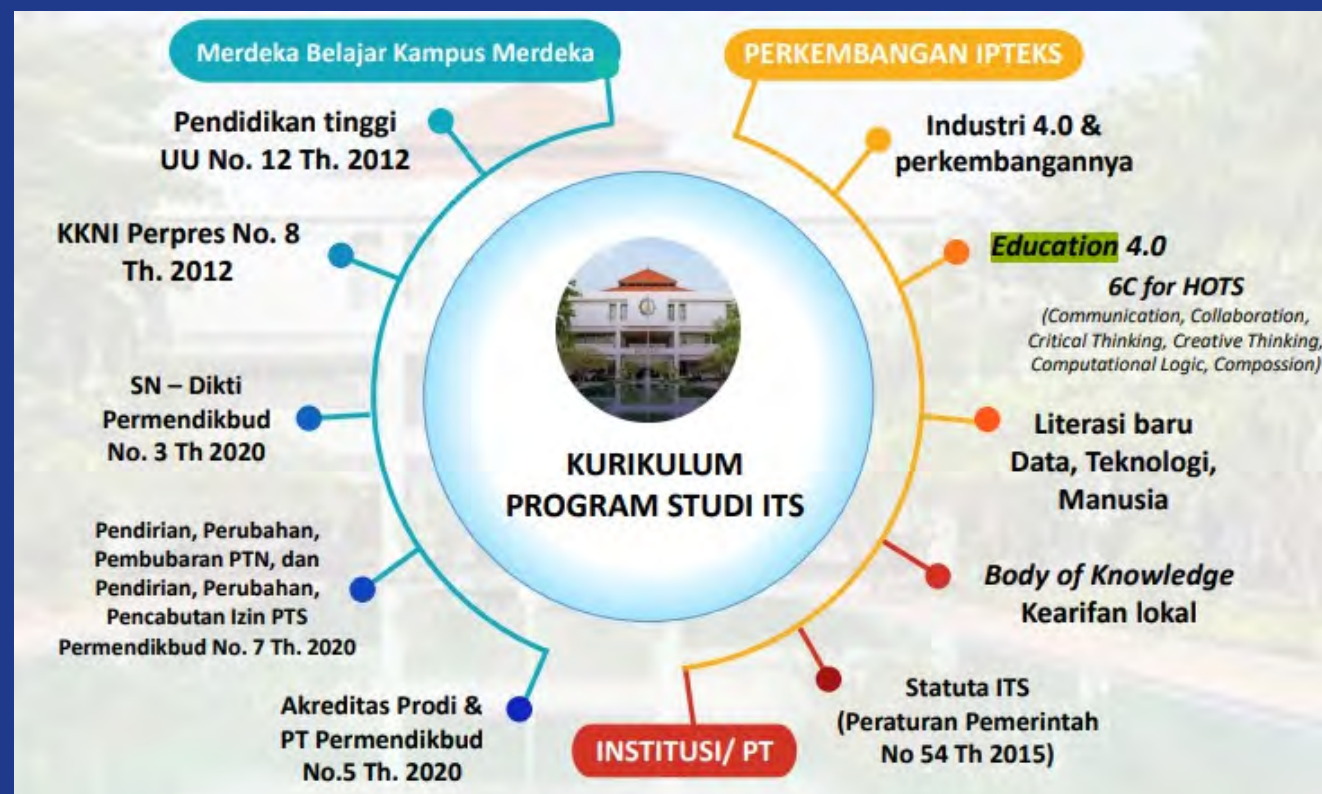 Merdeka Belajar Kampus Merdeka
Pendidikan tinggi
UU No. 12 Th. 2012
KKNI Perpres No. 8
Th. 2012
SN – Dikti
Permendikbud
No. 3 Th 2020
Pendirian, Perubahan,
Pembubaran PTN, dan
Pendirian, Perubahan,
Pencabutan Izin PTS
Permendikbud No. 7 Th. 2020
Akreditas Prodi &
PT Permendikbud
No.5 Th. 2020
KURIKULUM
PROGRAM STUDI ITS
PERKEMBANGAN IPTEKS
Industri 4.0 &
perkembangannya
Education 4.0
6C for HOTS
(Communication, Collaboration,
Critical Thinking, Creative Thinking,
Computational Logic, Compossion)
Literasi baru
Data, Teknologi,
Manusia
Body of Knowledge
Kearifan lokal
Statuta ITS
(Peraturan Pemerintah
No 54 Th 2015)
INSTITUSI/ PT